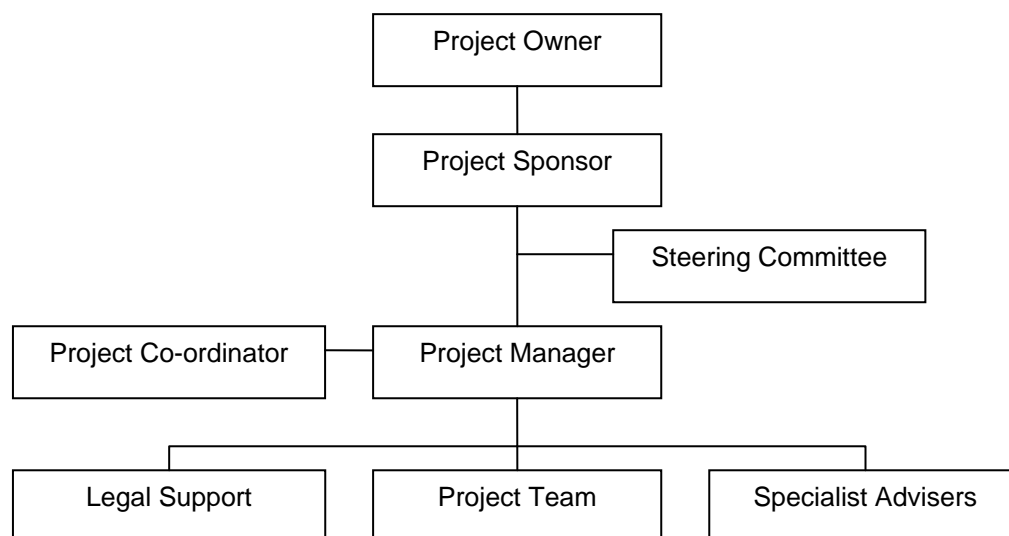 Project Owner
Project Sponsor
Steering Committee
Project Co-ordinator
Project Manager
Legal Support
Project Team
Specialist Advisers